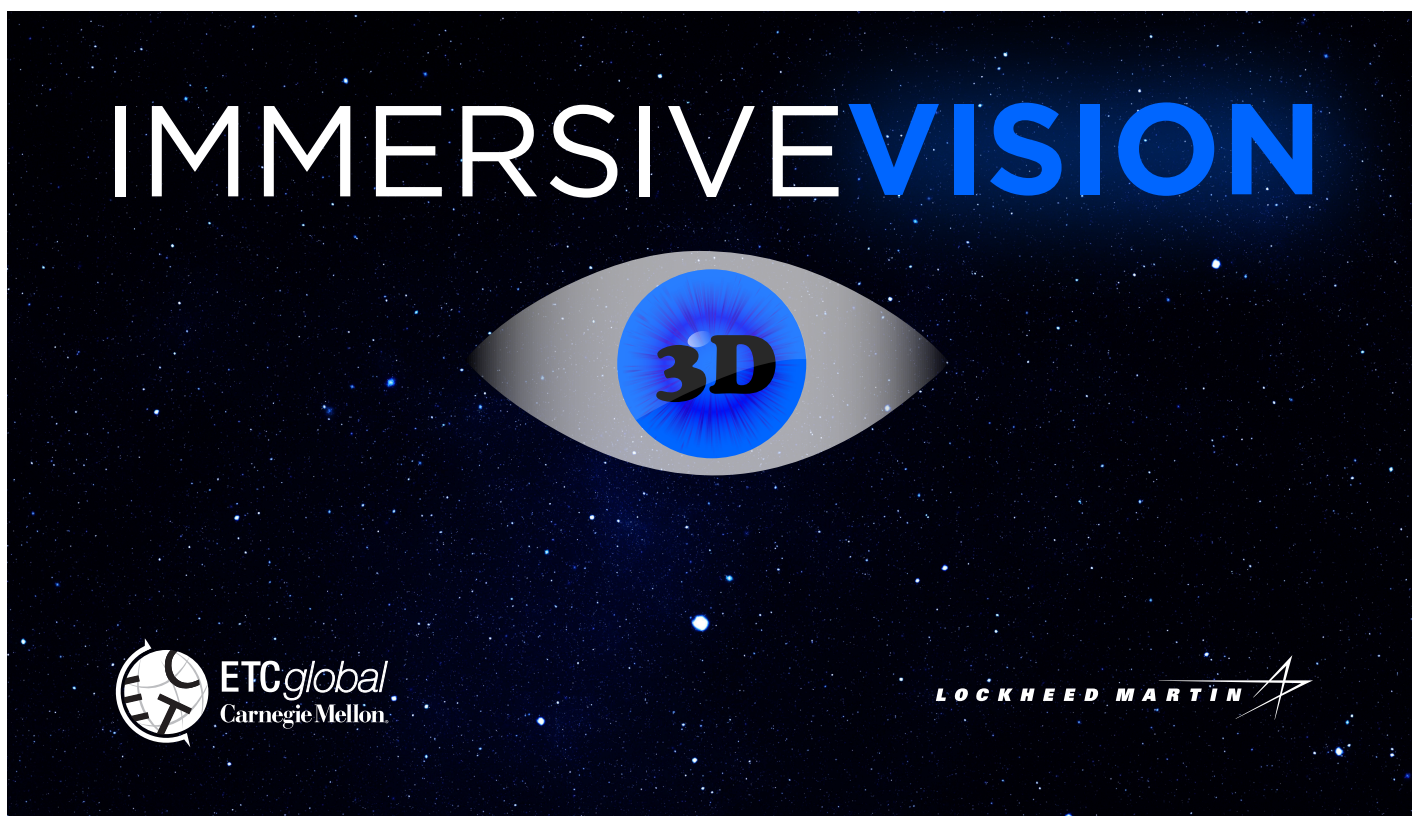 IMMERSIVEVISION
3D
ETCglobal
Carnegie Mellon
LOCKHEED MARTIN